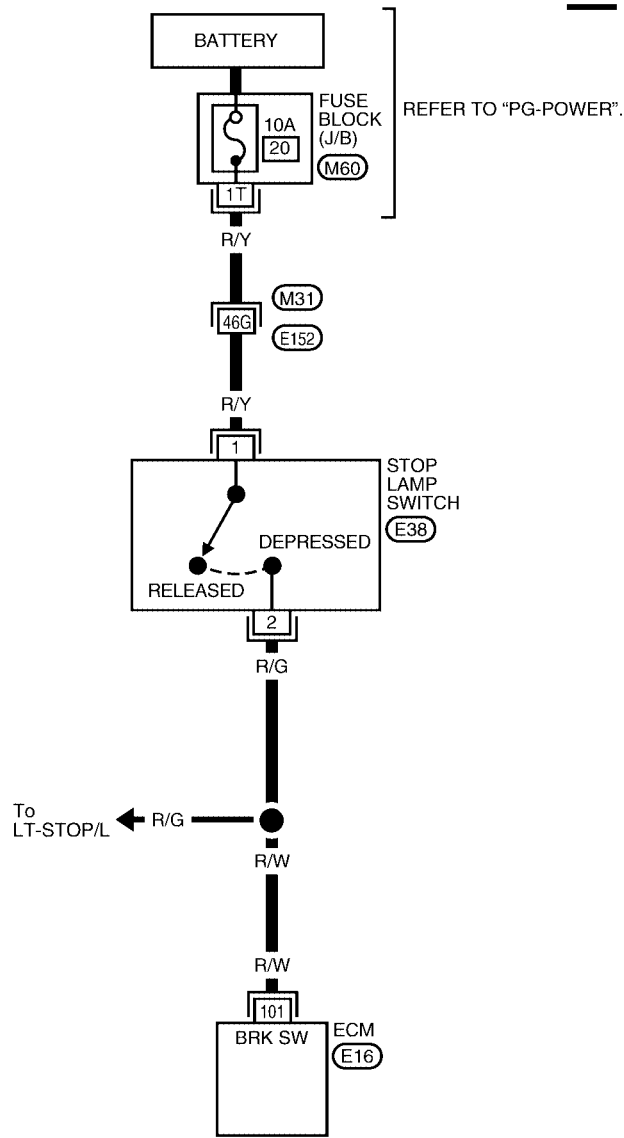 BATTERY
FUSE
BLOCK
(J/B)
REFER TO “PG-POWER”.
10A
20
M60
1T
R/Y
M31
46G
E152
R/Y
1
STOP
LAMP
SWITCH
E38
DEPRESSED
RELEASED
2
R/G
To
LT-STOP/L
R/G
R/W
R/W
101
BRK SW
ECM
E16